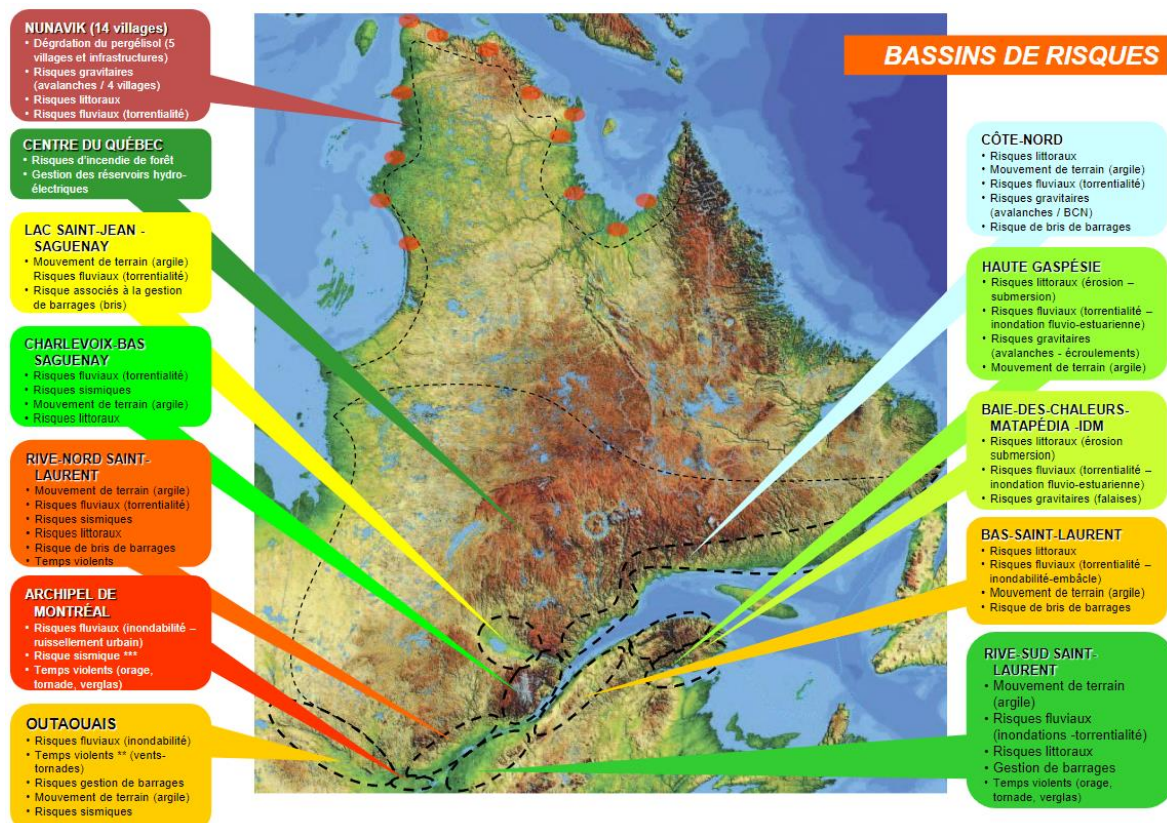 BASSINS DE RISQUES
NUNAVIK (14 villages)
• Dégrdation du pergélisol (5
villages et infrastructures)
• Risques gravitaires
(avalanches / 4 villages)
• Risques littoraux
• Risques fluviaux (torrentialité)
CENTRE DU QUÉBEC
• Risques d'incendie de forêt
• Gestion des réservoirs hydro-
électriques
LAC SAINT-JEAN -
SAGUENAY
• Mouvement de terrain (argile)
Risques fluviaux (torrentialité)
• Risque associés à la gestion
de barrages (bris)
CHARLEVOIX-BAS
SAGUENAY
• Risques fluviaux (torrentialité)
• Risques sismiques
• Mouvement de terrain (argile)
• Risques littoraux
RIVE-NORD SAINT-
LAURENT
• Mouvement de terrain (argile)
• Risques fluviaux (torrentialité)
• Risques sismiques
• Risques littoraux
• Risque de bris de barrages
• Temps violents
ARCHIPEL DE
MONTRÉAL
• Risques fluviaux (inondabilité –
ruissellement urbain)
• Risque sismique ***
• Temps violents (orage,
tornade, verglas)
OUTAOUAIS
• Risques fluviaux (inondabilité)
• Temps violents ** (vents-
tornades)
• Risques gestion de barrages
• Mouvement de terrain (argile)
• Risques sismiques
CÔTE-NORD
• Risques littoraux
• Mouvement de terrain (argile)
• Risques fluviaux (torrentialité)
• Risques gravitaires
(avalanches / BCN)
• Risque de bris de barrages
HAUTE GASPÉSIE
• Risques littoraux (érosion –
submersion)
• Risques fluviaux (torrentialité –
inondation fluvio-estuarienne)
• Risques gravitaires
(avalanches - écroulements)
• Mouvement de terrain (argile)
BAIE-DES-CHALEURS-
MATAPÉDIA -IDM
• Risques littoraux (érosion
submersion)
• Risques fluviaux (torrentialité –
inondation fluvio-estuarienne)
• Risques gravitaires (falaises)
BAS-SAINT-LAURENT
• Risques littoraux
• Risques fluviaux (torrentialité –
inondabilité-embâcle)
• Mouvement de terrain (argile)
• Risque de bris de barrages
RIVE-SUD SAINT-
LAURENT
• Mouvement de terrain
(argile)
• Risques fluviaux
(inondations -torrentialité)
• Risques littoraux
• Gestion de barrages
• Temps violents (orage,
tornade, verglas)